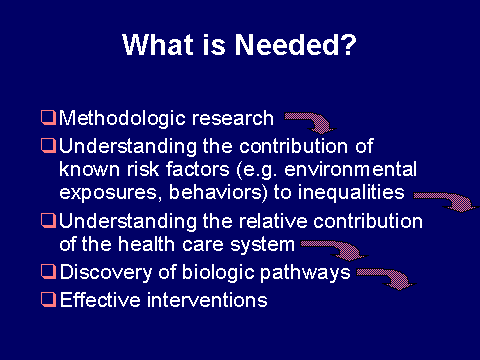 What is Needed?
❑Methodologic research
❑Understanding the contribution of
known risk factors (e.g. environmental
exposures, behaviors) to inequalities
❑Understanding the relative contribution
of the health care system
❑Discovery of biologic pathways
❑Effective interventions